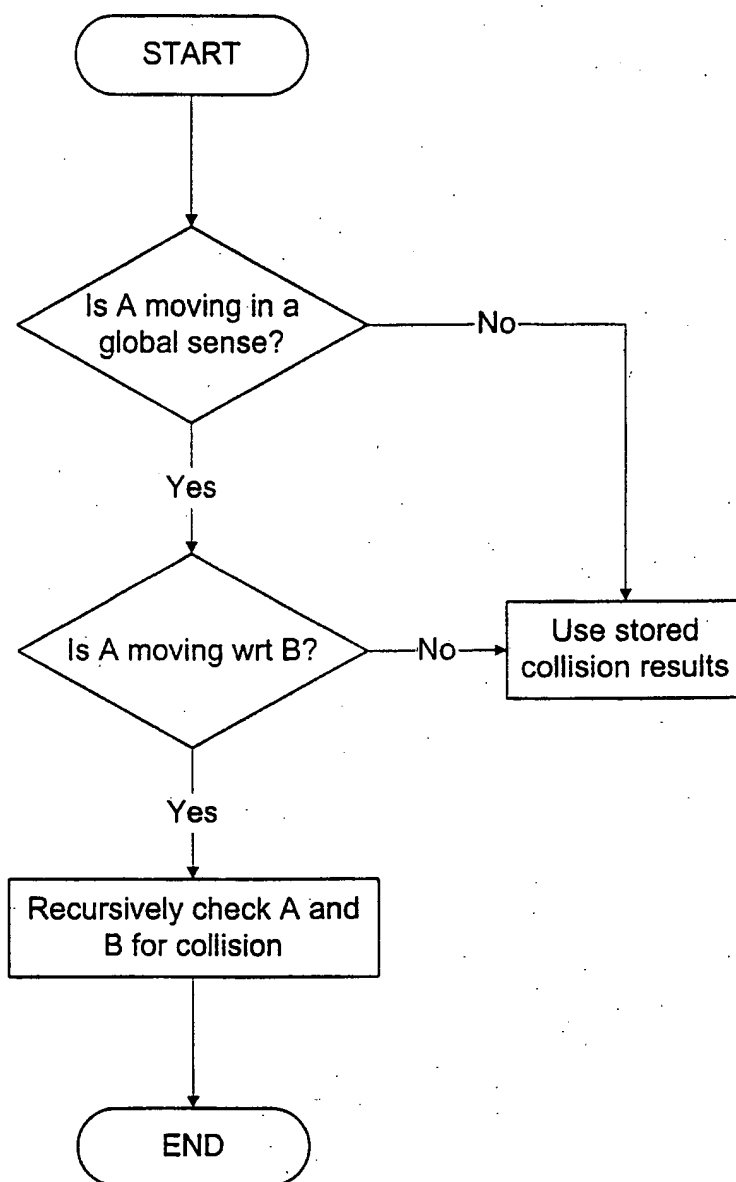 START
Is A moving in a
global sense?
No
Yes
Is A moving wrt B?
No
Use stored
collision results
Yes
Recursively check A and
B for collision
END